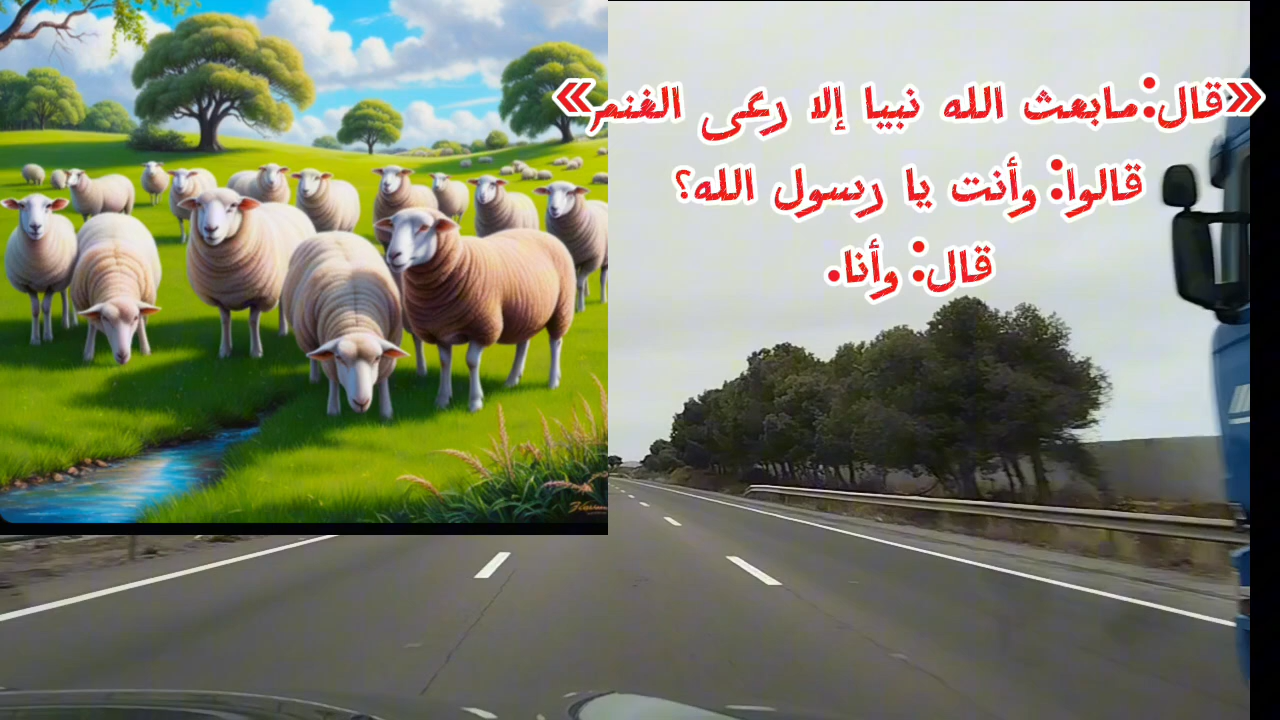 «قال:مابعث الله نبيا إلا رعى الغنم»
قالوا: وأنت يا رسول الله؟
قال: وأنا.